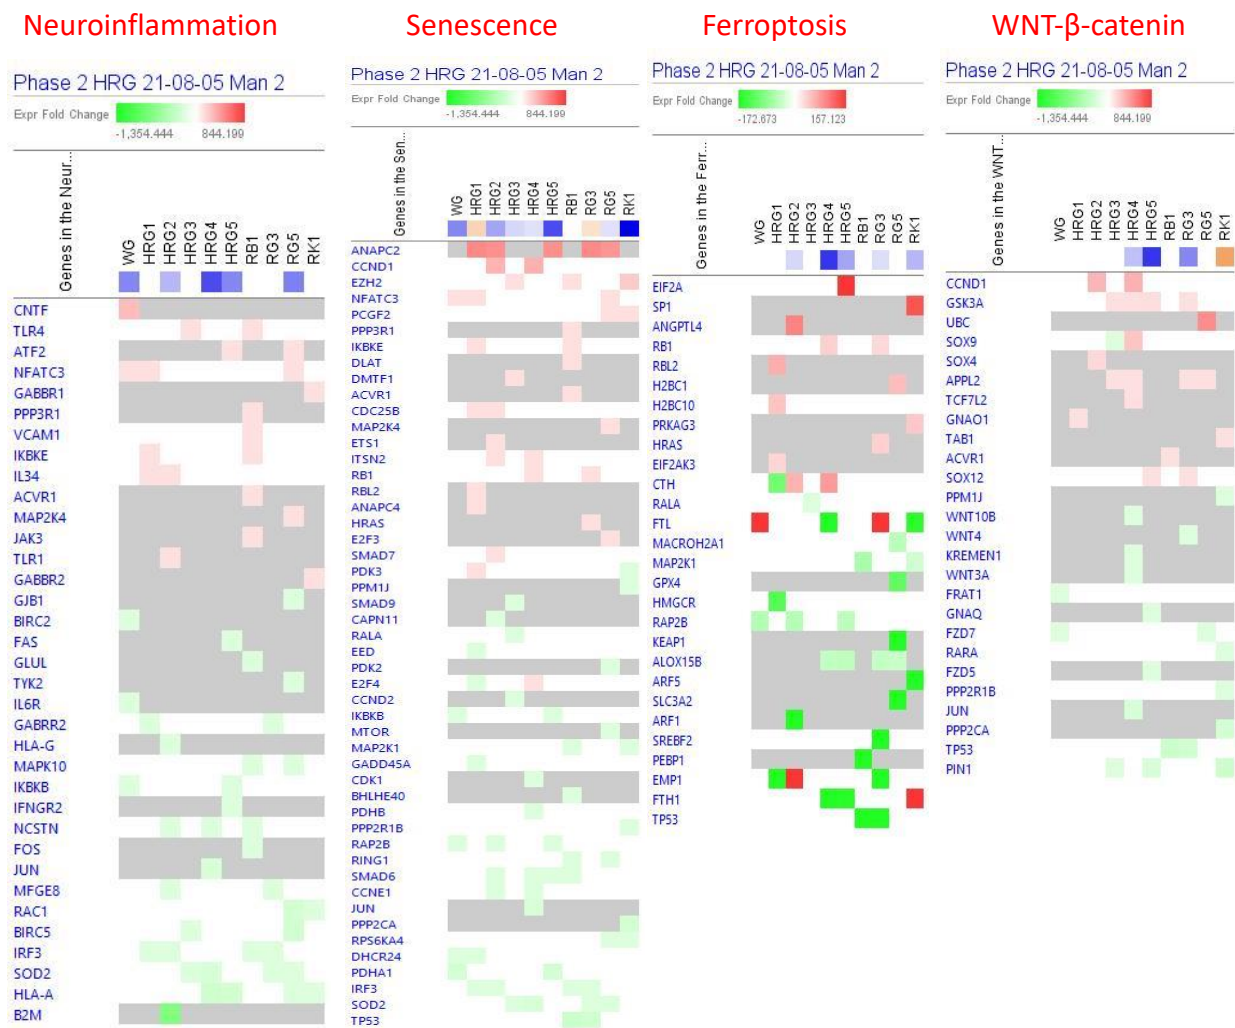 Neuroinflammation
Phase 2 HRG 21-08-05 Man 2
Expr Fold Change
-1,354.444 844.199
Genes in the Neur...
WG
HRG1
HRG2
HRG3
HRG4
HRG5
RB1
RG3
RG5
RK1
CNTF
TLR4
ATF2
NFATC3
GABBR1
PPP3R1
VCAM1
IKBKE
IL34
ACVR1
MAP2K4
JAK3
TLR1
GABBR2
GJB1
BIRC2
FAS
GLUL
TYK2
IL6R
GABRR2
HLA-G
MAPK10
IKBKB
IFNGR2
NCSTN
FOS
JUN
MFGE8
RAC1
BIRC5
IRF3
SOD2
HLA-A
B2M
Senescence
Phase 2 HRG 21-08-05 Man 2
Expr Fold Change
-1,354.444 844.199
Genes in the Sen...
WG
HRG1
HRG2
HRG3
HRG4
HRG5
RB1
RG3
RG5
RK1
ANAPC2
CCND1
EZH2
NFATC3
PCGF2
PPP3R1
IKBKE
DLAT
DMTF1
ACVR1
CDC25B
MAP2K4
ETS1
ITSN2
RB1
RBL2
ANAPC4
HRAS
E2F3
SMAD7
PDK3
PPM1J
SMAD9
CAPN11
RALA
EED
PDK2
E2F4
CCND2
IKBKB
MTOR
MAP2K1
GADD45A
CDK1
BHLHE40
PDHB
PPP2R1B
RAP2B
RING1
SMAD6
CCNE1
JUN
PPP2CA
RPS6KA4
DHCR24
PDHA1
IRF3
SOD2
TP53
Ferroptosis
Phase 2 HRG 21-08-05 Man 2
Expr Fold Change
-172.673 157.123
Genes in the Ferr...
WG
HRG1
HRG2
HRG3
HRG4
HRG5
RB1
RG3
RG5
RK1
EIF2A
SP1
ANGPTL4
RB1
RBL2
H2BC1
H2BC10
PRKAG3
HRAS
EIF2AK3
CTH
RALA
FTL
MACROH2A1
MAP2K1
GPX4
HMGCR
RAP2B
KEAP1
ALOX15B
ARF5
SLC3A2
ARF1
SREBF2
PEBP1
EMP1
FTH1
TP53
WNT-β-catenin
Phase 2 HRG 21-08-05 Man 2
Expr Fold Change
-1,354.444 844.199
Genes in the WNT...
WG
HRG1
HRG2
HRG3
HRG4
HRG5
RB1
RG3
RG5
RK1
CCND1
GSK3A
UBC
SOX9
SOX4
APPL2
TCF7L2
GNAO1
TAB1
ACVR1
SOX12
PPM1J
WNT10B
WNT4
KREMEN1
WNT3A
FRAT1
GNAQ
FZD7
RARA
FZD5
PPP2R1B
JUN
PPP2CA
TP53
PIN1